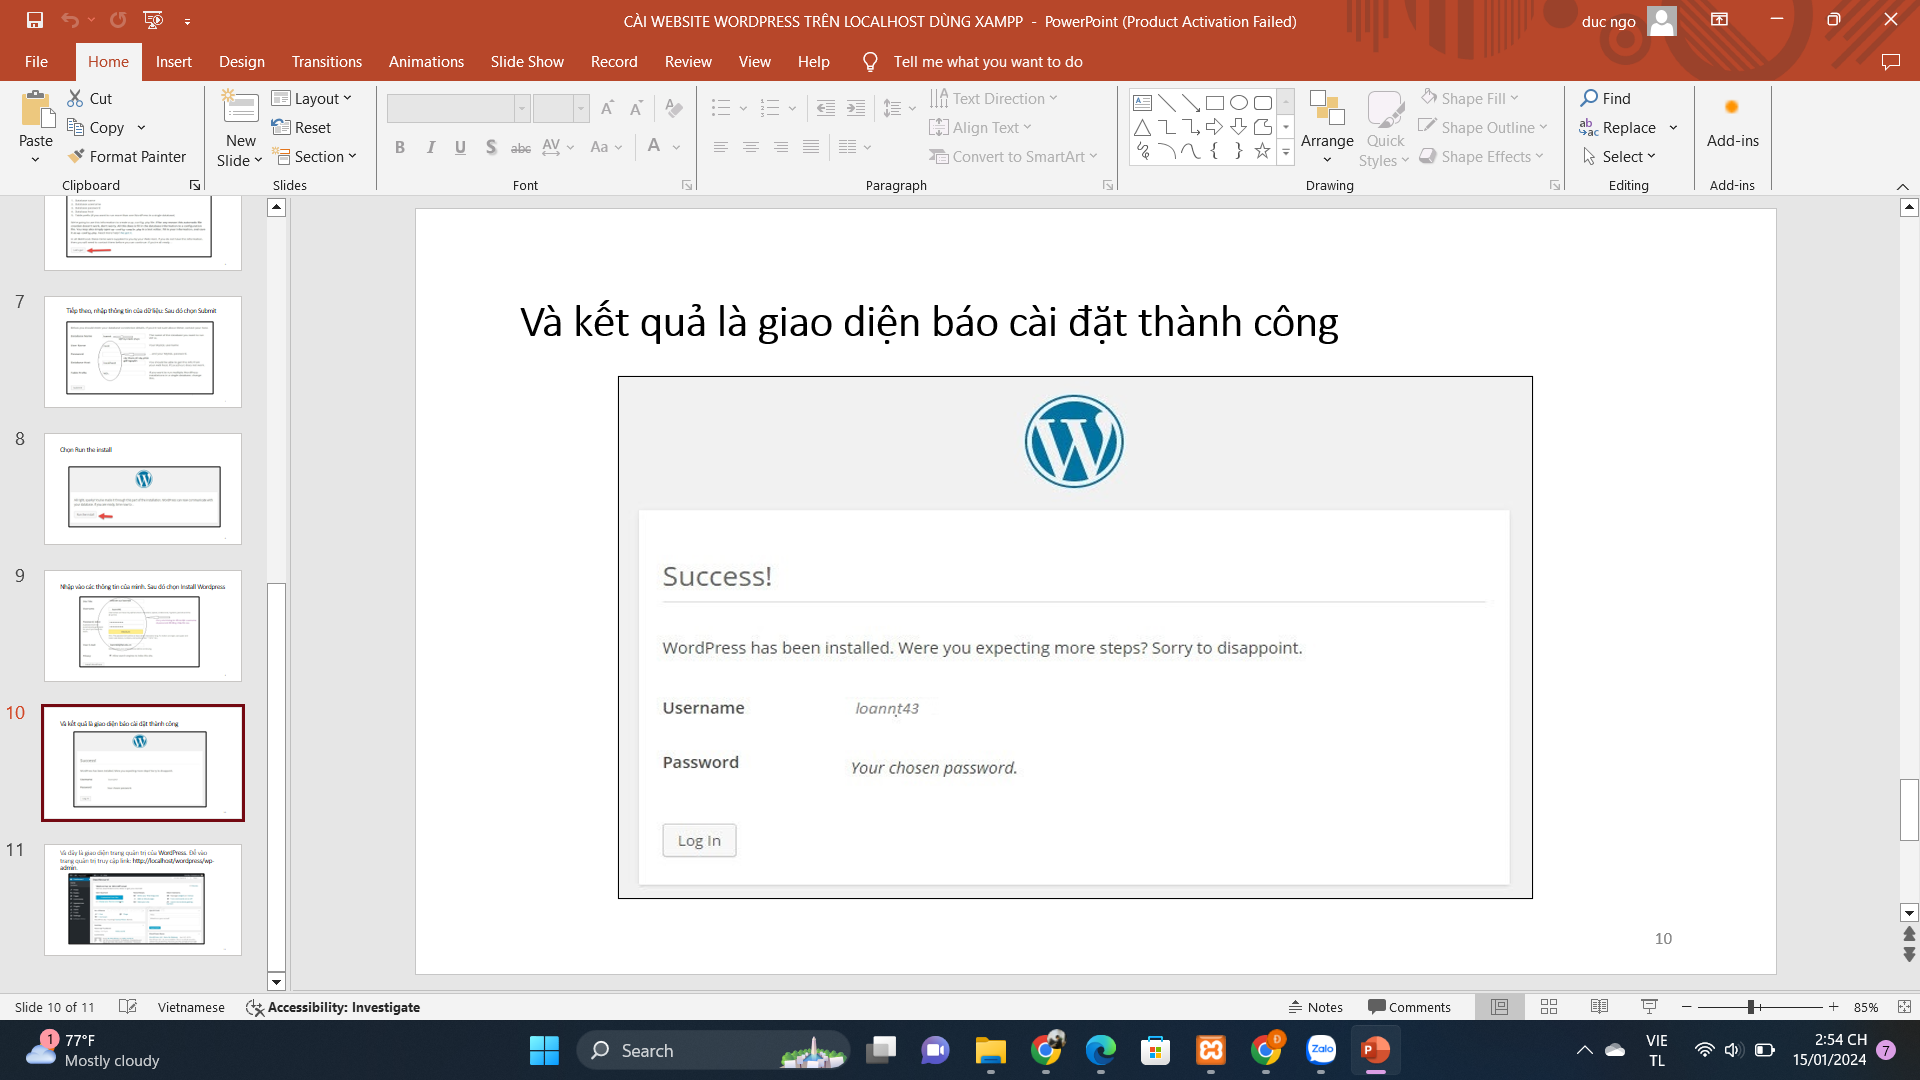 CÀI WEBSITE WORDPRESS TRÊN LOCALHOST DÙNG XAMPP - PowerPoint (Product Activation Failed)
duc ngo
File
Home
Insert
Design
Transitions
Animations
Slide Show
Record
Review
View
Help
Tell me what you want to do
Paste
Cut
Copy
Format Painter
Clipboard
New Slide
Layout
Reset
Section
Slides
Font
Paragraph
Text Direction
Align Text
Convert to SmartArt
Arrange
Quick Styles
Shape Fill
Shape Outline
Shape Effects
Drawing
Find
Replace
Select
Editing
Add-ins
Add-ins
7
Tiếp theo, nhập thông tin của dữ liệu: Sau đó chọn Submit
8
Chọn Run the install
9
Nhập vào các thông tin của mình. Sau đó chọn Install Wordpress
10
Và kết quả là giao diện báo cài đặt thành công
11
Và đây là giao diện trang quản trị của WordPress. Để vào
trang quản trị truy cập link: http://localhost/wordpress/wp-
admin.
Và kết quả là giao diện báo cài đặt thành công
Success!
WordPress has been installed. Were you expecting more steps? Sorry to disappoint.
Username
loannt43
Password
Your chosen password.
Log In
10
Slide 10 of 11
Vietnamese
Accessibility: Investigate
Notes
Comments
85%
1
77°F
Mostly cloudy
Search
Zalo
VIE
TL
2:54 CH
15/01/2024
7